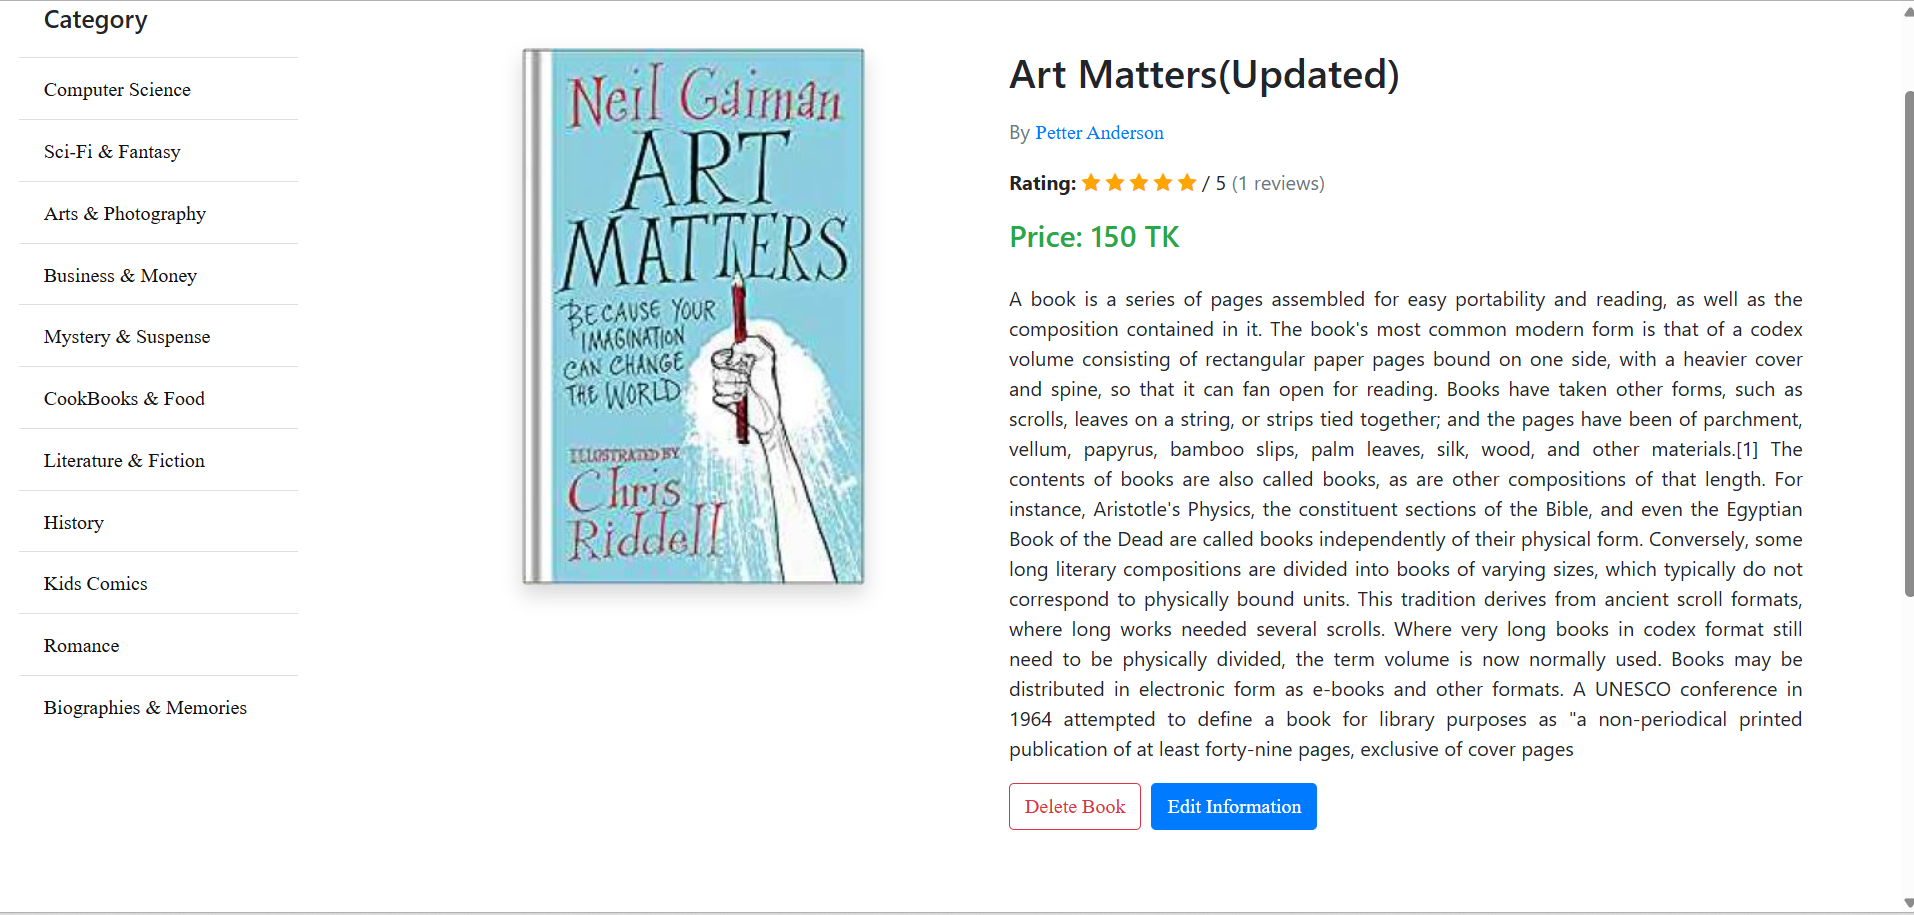 Category
Computer Science
Sci-Fi & Fantasy
Arts & Photography
Business & Money
Mystery & Suspense
CookBooks & Food
Literature & Fiction
History
Kids Comics
Romance
Biographies & Memories
Neil Gaiman
ART
MATTERS
BECAUSE YOUR
IMAGINATION
CAN CHANGE
THE WORLD
ILLUSTRATED BY
Chris
Riddell
Art Matters(Updated)
By Petter Anderson
Rating: ★★★★★ / 5 (1 reviews)
Price: 150 TK
A book is a series of pages assembled for easy portability and reading, as well as the
composition contained in it. The book's most common modern form is that of a codex
volume consisting of rectangular paper pages bound on one side, with a heavier cover
and spine, so that it can fan open for reading. Books have taken other forms, such as
scrolls, leaves on a string, or strips tied together; and the pages have been of parchment,
vellum, papyrus, bamboo slips, palm leaves, silk, wood, and other materials.[1] The
contents of books are also called books, as are other compositions of that length. For
instance, Aristotle's Physics, the constituent sections of the Bible, and even the Egyptian
Book of the Dead are called books independently of their physical form. Conversely, some
long literary compositions are divided into books of varying sizes, which typically do not
correspond to physically bound units. This tradition derives from ancient scroll formats,
where long works needed several scrolls. Where very long books in codex format still
need to be physically divided, the term volume is now normally used. Books may be
distributed in electronic form as e-books and other formats. A UNESCO conference in
1964 attempted to define a book for library purposes as "a non-periodical printed
publication of at least forty-nine pages, exclusive of cover pages
Delete Book
Edit Information